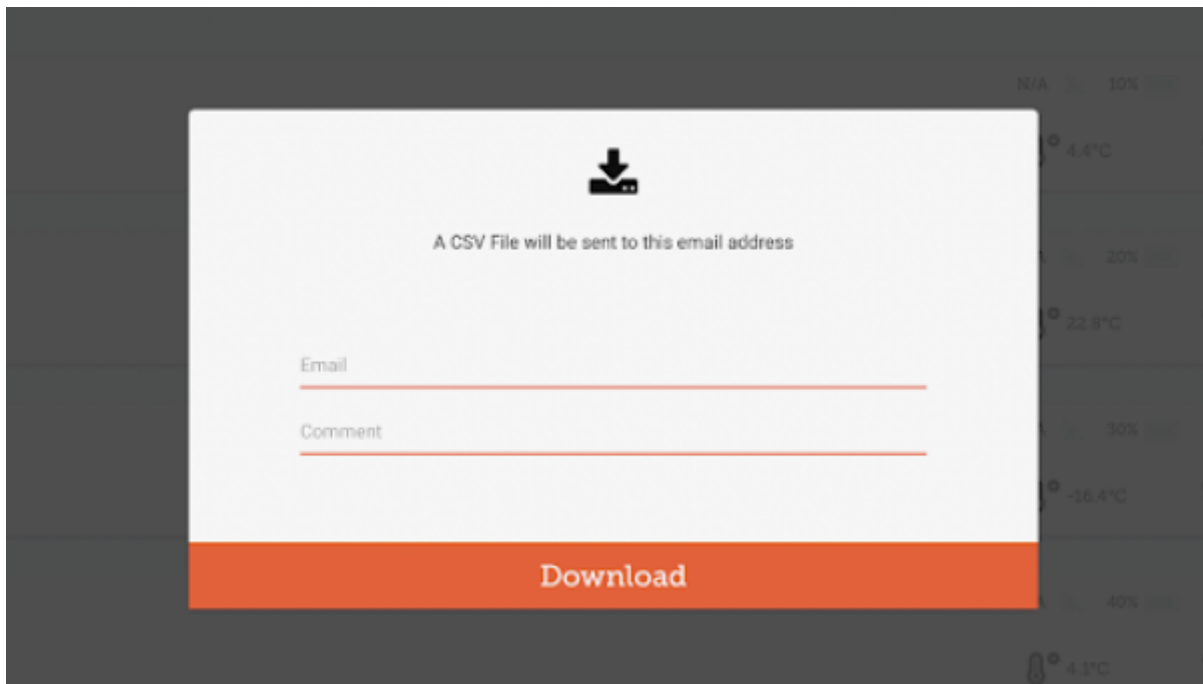 N/A 10%
4.4°C
A CSV File will be sent to this email address
20%
22.8°C
Email
Comment
30%
-16.4°C
Download
40%
4.1°C